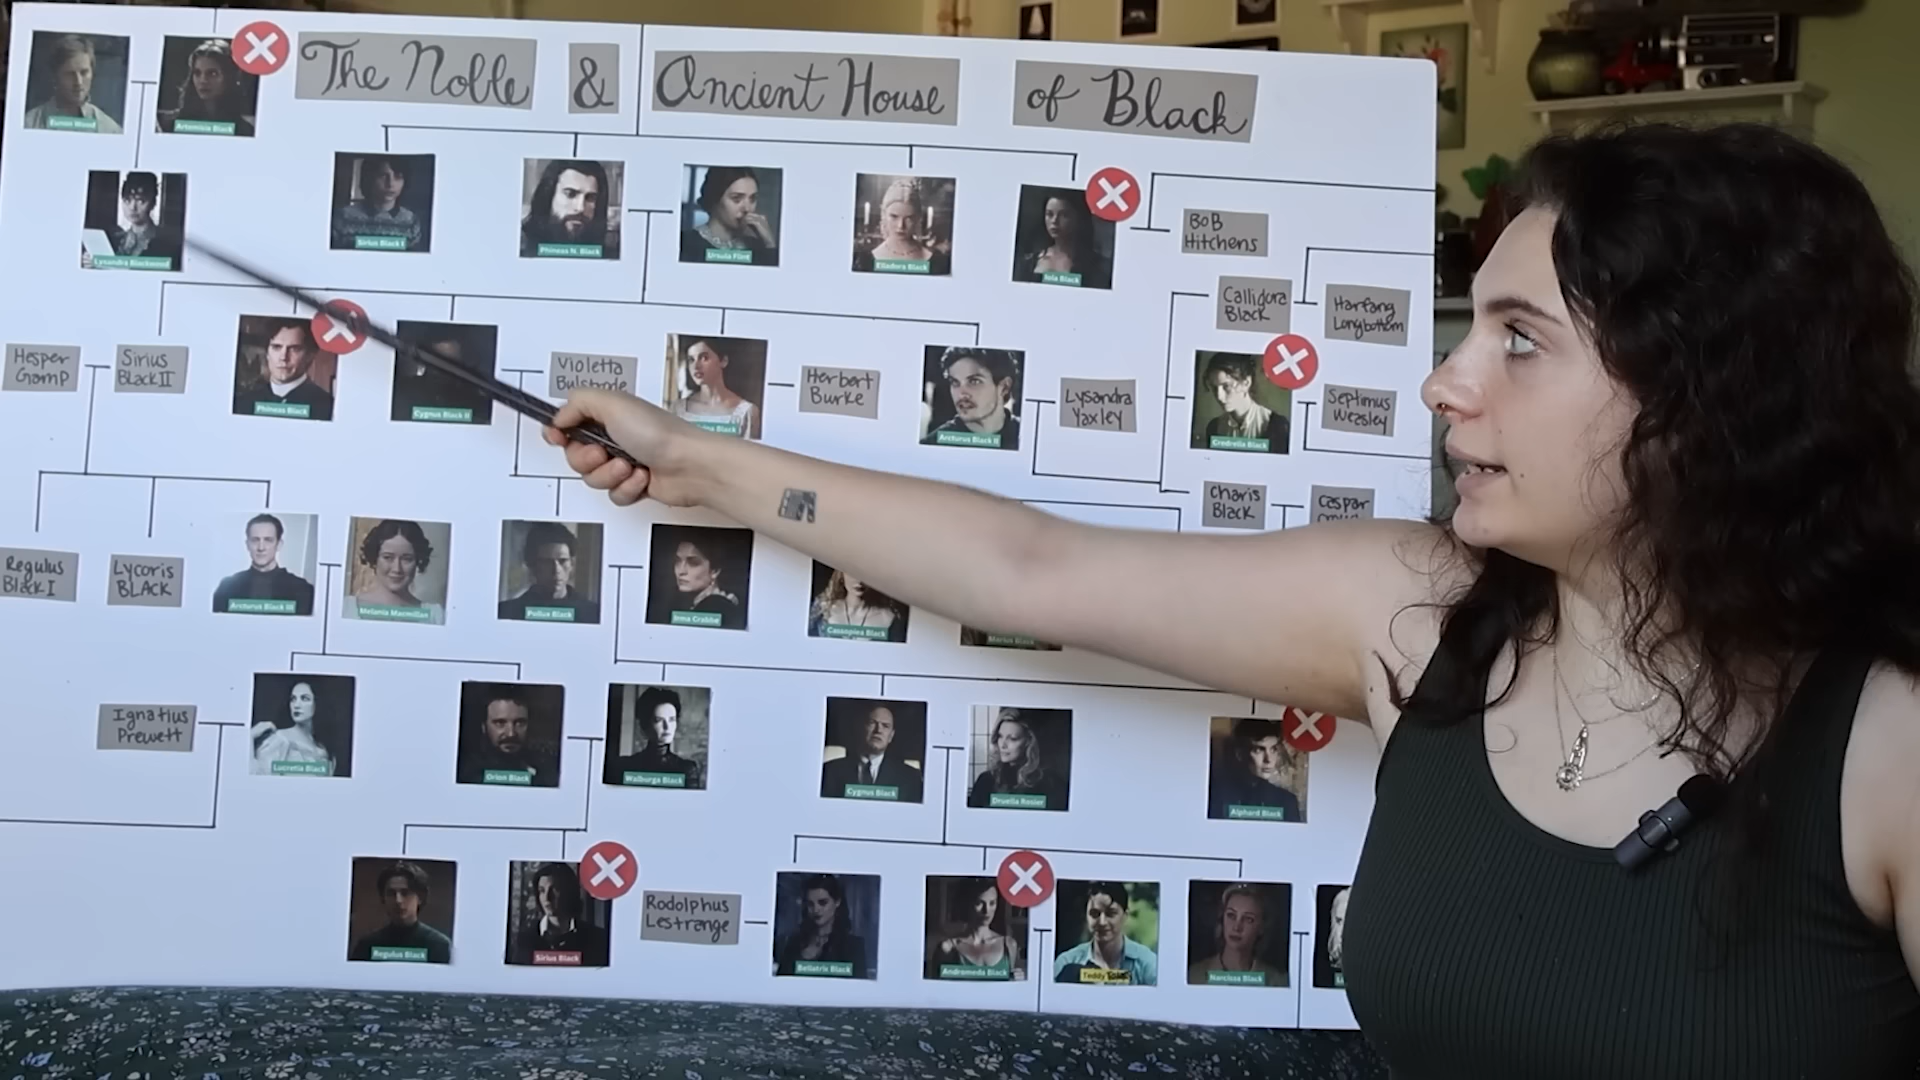 The Noble & Ancient House of Black
Artemisia Black
Lysandra Blackwood
Sirius Black I
Phineas N. Black
Ursula Flint
Elladora Black
Isla Black
BOB
Hitchens
Callidora
Black
Harfang
Longbottom
Hesper
Gamp
Sirius
BLACK II
Phineas Black
Cygnus Black II
Violetta
Bulstrode
Black
Herbert
Burke
Arcturus Black II
Lysandra
Yaxley
Cedrella Black
Septimus
Weasley
Charis
Black
caspar
Regulus
Black I
Lycoris
BLACK
Arcturus Black III
Melania Macmillan
Pollux Black
Irma Crabbe
Cassiopeia Black
Marius Black
Ignatius
Prewett
Lucretia Black
Orion Black
Walburga Black
Cygnus Black
Druella Rosier
Alphard Black
Regulus Black
Sirius Black
Rodolphus
Lestrange
Bellatrix Black
Andromeda Black
Teddy
Narcissa Black